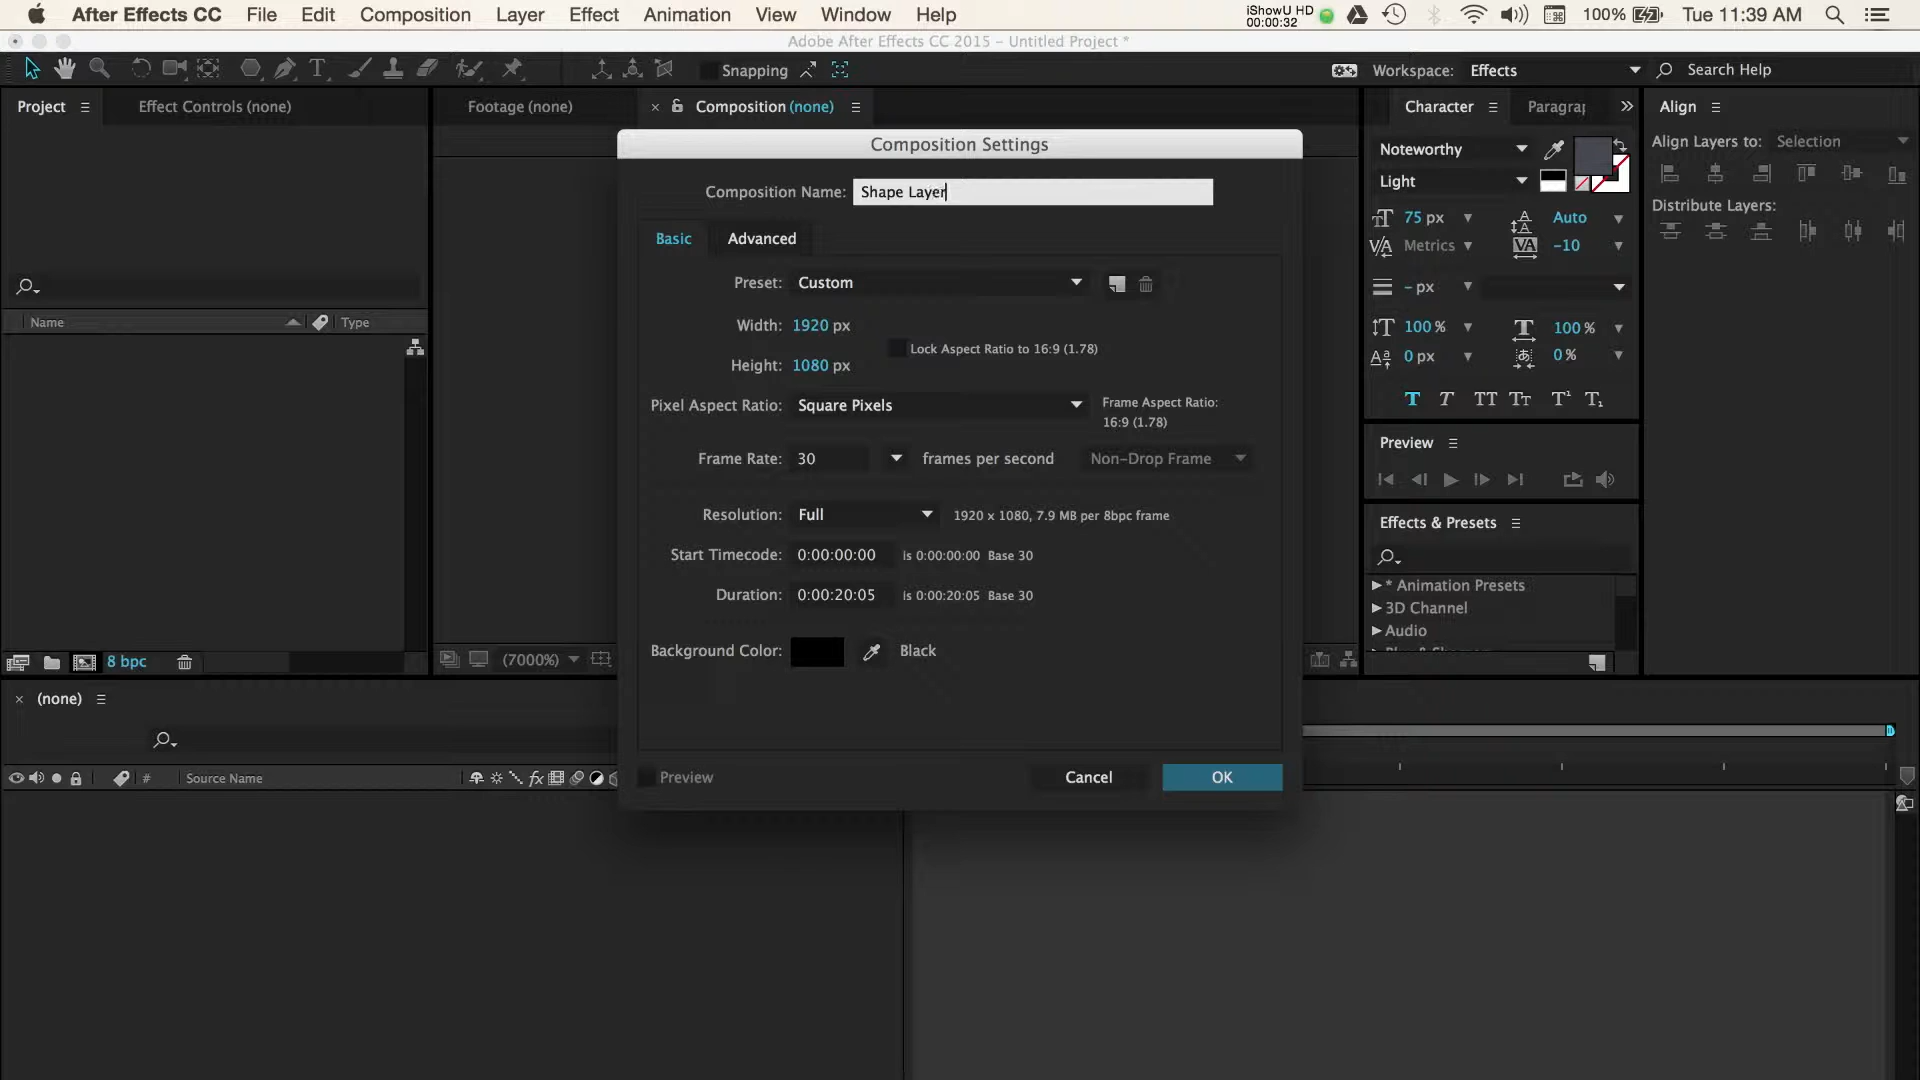 After Effects CC File Edit Composition Layer Effect Animation View Window Help iShowU HD 00:00:32 100% Tue 11:39 AM
Adobe After Effects CC 2015 – Untitled Project *
Snapping Workspace: Effects Search Help
Project Effect Controls (none) Footage (none) Composition (none) Character Paragraph Align
Composition Settings
Composition Name: Shape Layer
Basic Advanced
Preset: Custom
Width: 1920 px
Lock Aspect Ratio to 16:9 (1.78)
Height: 1080 px
Pixel Aspect Ratio: Square Pixels Frame Aspect Ratio:
16:9 (1.78)
Frame Rate: 30 frames per second Non-Drop Frame
Resolution: Full 1920 x 1080, 7.9 MB per 8bpc frame
Start Timecode: 0:00:00:00 is 0:00:00:00 Base 30
Duration: 0:00:20:05 is 0:00:20:05 Base 30
Background Color: Black
Preview Cancel OK
Name Type
8 bpc
(7000%)
Noteworthy
Light
75 px Auto
Metrics -10
- px
100 % 100 %
0 px 0 %
T T TT Tт T¹ T₁
Preview
Effects & Presets
* Animation Presets
3D Channel
Audio
Align Layers to: Selection
Distribute Layers:
(none)
# Source Name